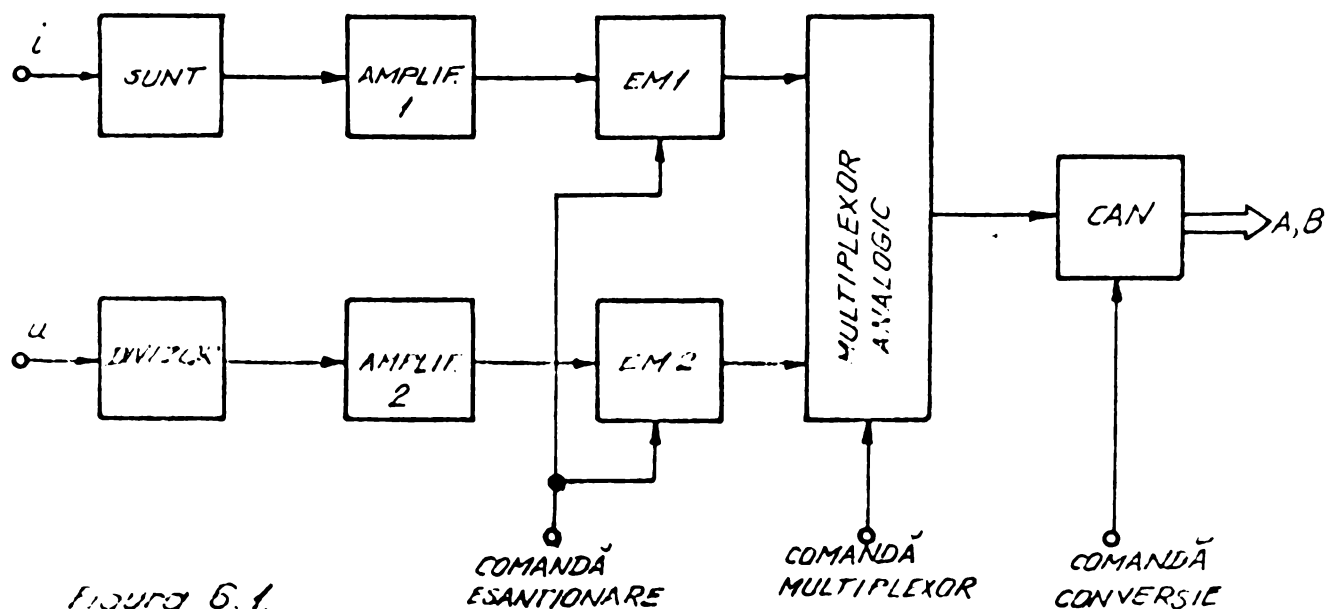 i
SUNT
AMPLIF.
1
EM1
MULTIPLEXOR
ANALOGIC
CAN
A,B
u
DIVIZOR
AMPLIF.
2
EM2
COMANDĂ
ESANTIONARE
COMANDĂ
MULTIPLEXOR
COMANDĂ
CONVERSIE
Figura 6.1.